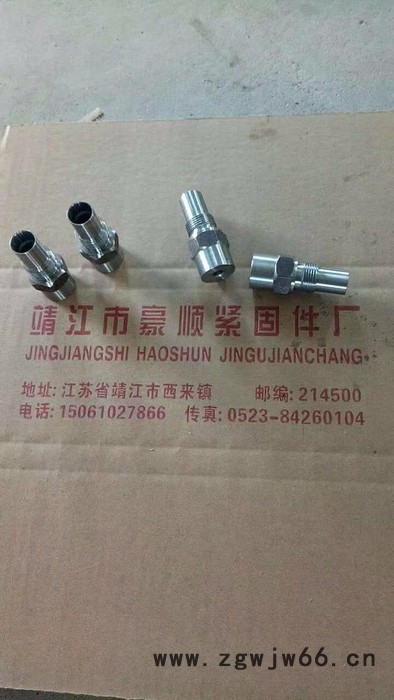 靖江市豪顺紧固件厂
JINGJIANGSHI HAOSHUN JINGUJIANCHANG
地址: 江苏省靖江市西来镇 邮编: 214500
电话: 15061027866 传真: 0523-84260104
www.zgwjw66.cn